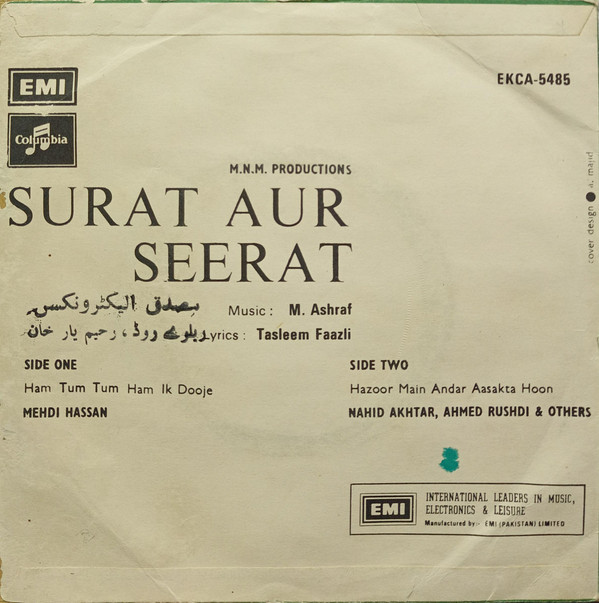 EMI
EKCA-5485
Columbia
M.N.M. PRODUCTIONS
SURAT AUR
SEERAT
بصدق الیکٹرونکس
Music : M. Ashraf
ریلوے روڈ، رحیم یار خان
Lyrics : Tasleem Faazli
SIDE ONE
Ham Tum Tum Ham Ik Dooje
MEHDI HASSAN
SIDE TWO
Hazoor Main Andar Aasakta Hoon
NAHID AKHTAR, AHMED RUSHDI & OTHERS
cover design ● a. majid
EMI
INTERNATIONAL LEADERS IN MUSIC,
ELECTRONICS & LEISURE
Manufactured by:- EMI (PAKISTAN) LIMITED